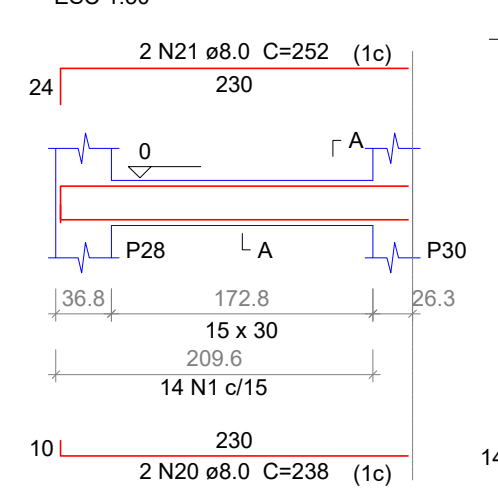 2 N21 ø8.0 C=252 (1c)
24
230
A
0
P28
A
P30
36.8 172.8 26.3
15 x 30
209.6
14 N1 c/15
10
230
2 N20 ø8.0 C=238 (1c)